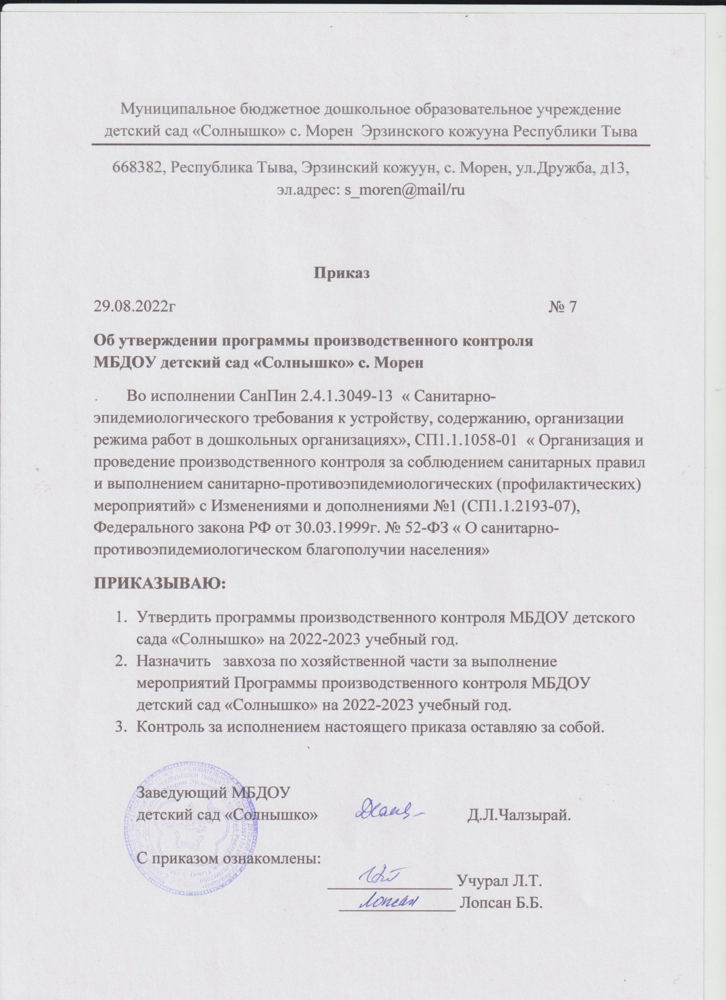 Муниципальное бюджетное дошкольное образовательное учреждение
детский сад «Солнышко» с. Морен  Эрзинского кожууна Республики Тыва
668382, Республика Тыва, Эрзинский кожуун, с. Морен, ул.Дружба, д13,
эл.адрес: s_moren@mail/ru
Приказ
29.08.2022г № 7
Об утверждении программы производственного контроля
МБДОУ детский сад «Солнышко» с. Морен
Во исполнении СанПин 2.4.1.3049-13  « Санитарно-
эпидемиологического требования к устройству, содержанию, организации
режима работ в дошкольных организациях», СП1.1.1058-01  « Организация и
проведение производственного контроля за соблюдением санитарных правил
и выполнением санитарно-противоэпидемиологических (профилактических)
мероприятий» с Изменениями и дополнениями №1 (СП1.1.2193-07),
Федерального закона РФ от 30.03.1999г. № 52-ФЗ « О санитарно-
противоэпидемиологическом благополучии населения»
ПРИКАЗЫВАЮ:
1. Утвердить программы производственного контроля МБДОУ детского
сада «Солнышко» на 2022-2023 учебный год.
2. Назначить   завхоза по хозяйственной части за выполнение
мероприятий Программы производственного контроля МБДОУ
детский сад «Солнышко» на 2022-2023 учебный год.
3. Контроль за исполнением настоящего приказа оставляю за собой.
Заведующий МБДОУ
детский сад «Солнышко» Д.Л.Чалзырай.
С приказом ознакомлены:
Учурал Л.Т.
Лопсан Лопсан Б.Б.